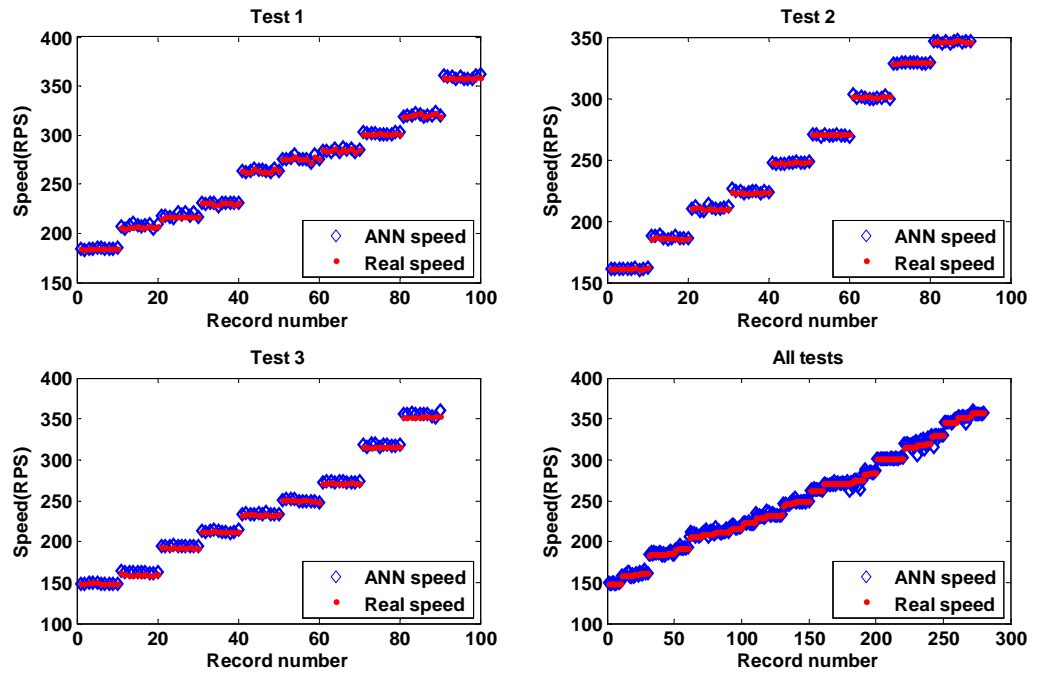 Test 1
400
350
300
250
200
150
Speed(RPS)
0 20 40 60 80 100
Record number
ANN speed
Real speed
Test 2
350
300
250
200
150
Speed(RPS)
0 20 40 60 80 100
Record number
ANN speed
Real speed
Test 3
400
350
300
250
200
150
100
Speed(RPS)
0 20 40 60 80 100
Record number
ANN speed
Real speed
All tests
400
350
300
250
200
150
100
Speed(RPS)
0 50 100 150 200 250 300
Record number
ANN speed
Real speed